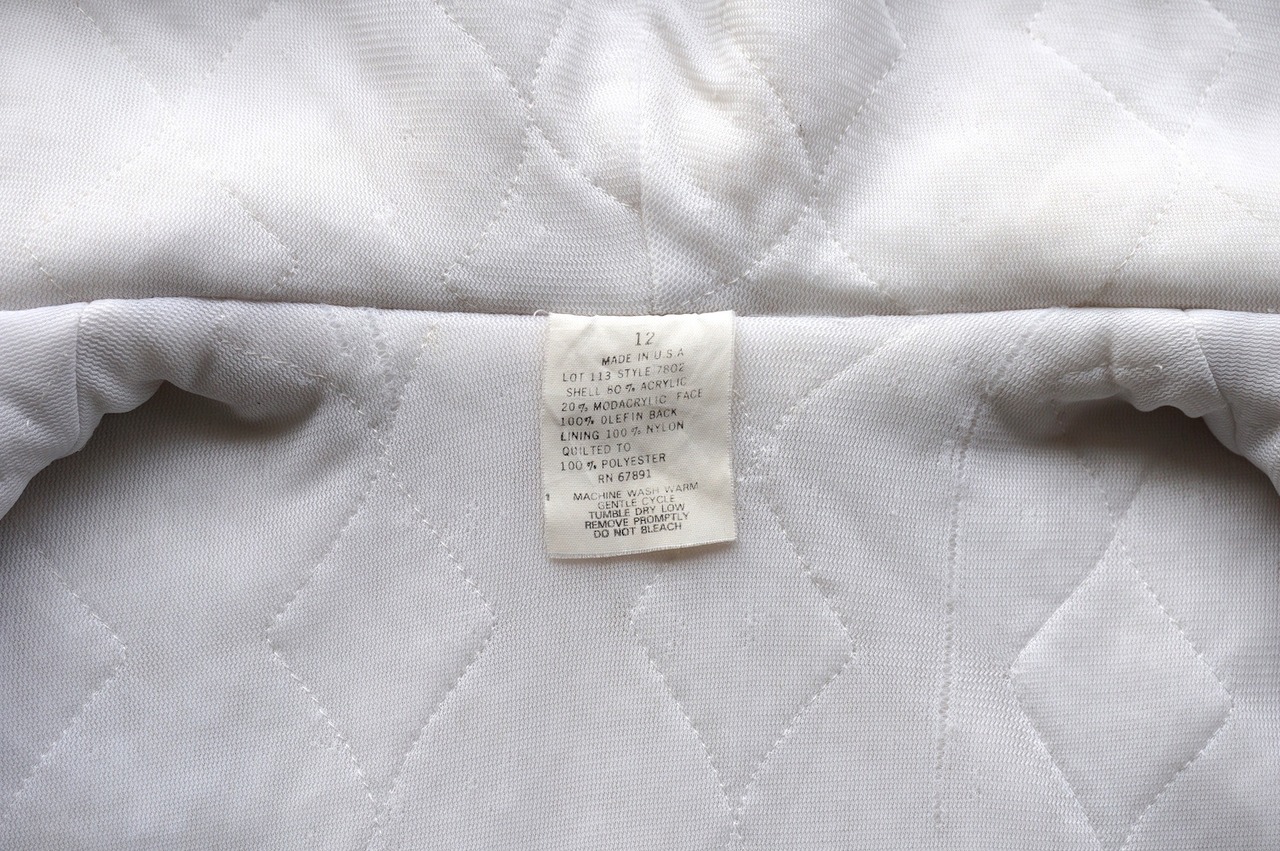 12
MADE IN U.S.A
LOT 113 STYLE 7802
SHELL 80% ACRYLIC
20% MODACRYLIC FACE
100% OLEFIN BACK
LINING 100% NYLON
QUILTED TO
100% POLYESTER
RN 67891
1
MACHINE WASH WARM
GENTLE CYCLE
TUMBLE DRY LOW
REMOVE PROMPTLY
DO NOT BLEACH